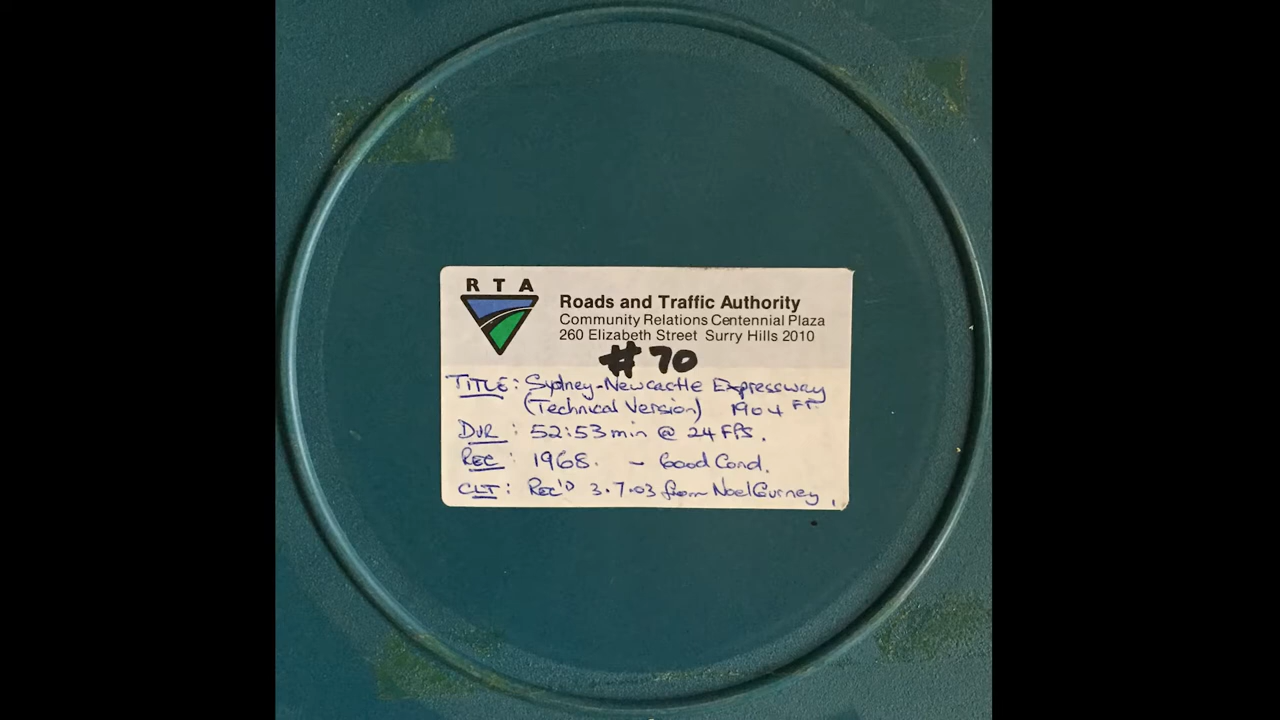 R T A
Roads and Traffic Authority
Community Relations Centennial Plaza
260 Elizabeth Street Surry Hills 2010
#70
TITLE: Sydney-Newcastle Expressway
(Technical Version) 1904 FT.
DUR: 52:53 min @ 24 FPS.
REC: 1968. - Good Cond.
CLT: Rec'D 3.7.03 from Noel Gurney,